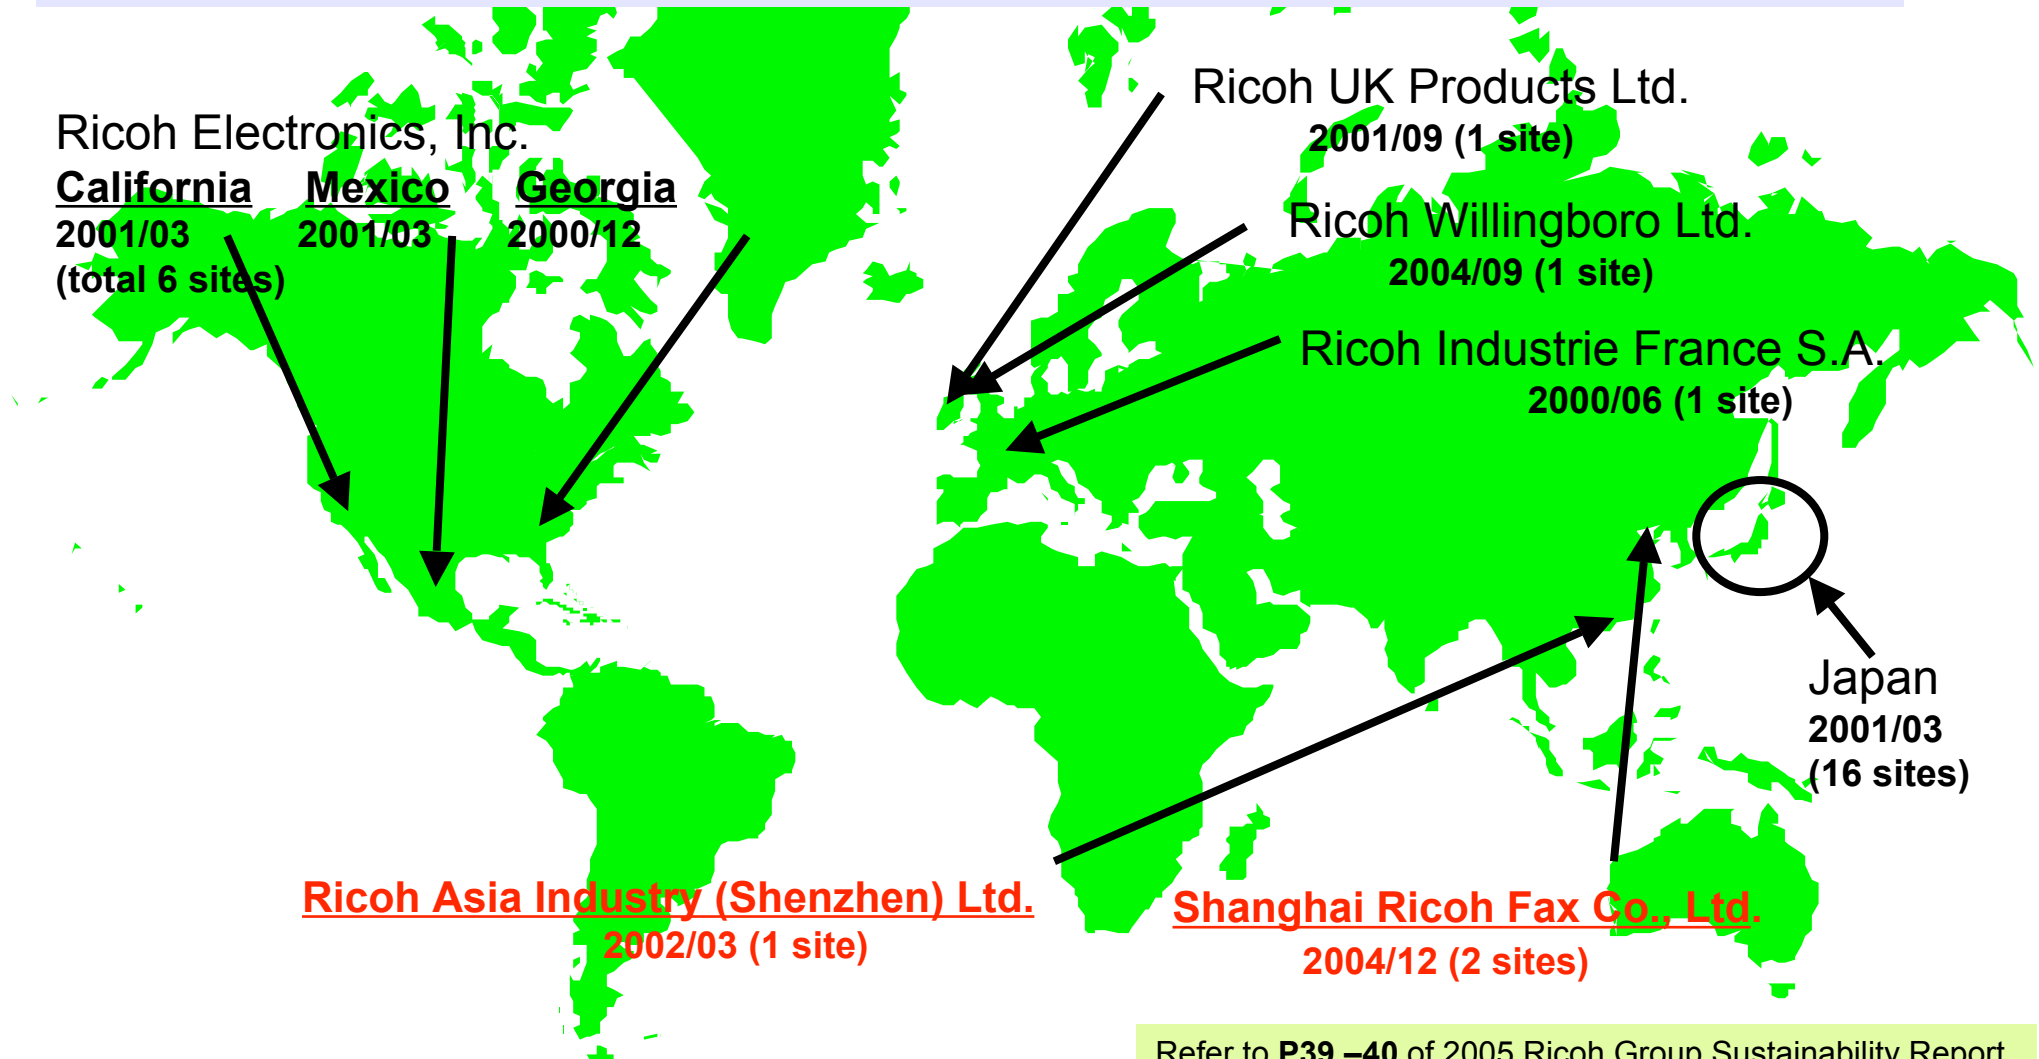 Ricoh Electronics, Inc.
California Mexico Georgia
2001/03 2001/03 2000/12
(total 6 sites)
Ricoh UK Products Ltd.
2001/09 (1 site)
Ricoh Willingboro Ltd.
2004/09 (1 site)
Ricoh Industrie France S.A.
2000/06 (1 site)
Japan
2001/03
(16 sites)
Ricoh Asia Industry (Shenzhen) Ltd.
2002/03 (1 site)
Shanghai Ricoh Fax Co., Ltd.
2004/12 (2 sites)
Refer to P39 –40 of 2005 Ricoh Group Sustainability Report